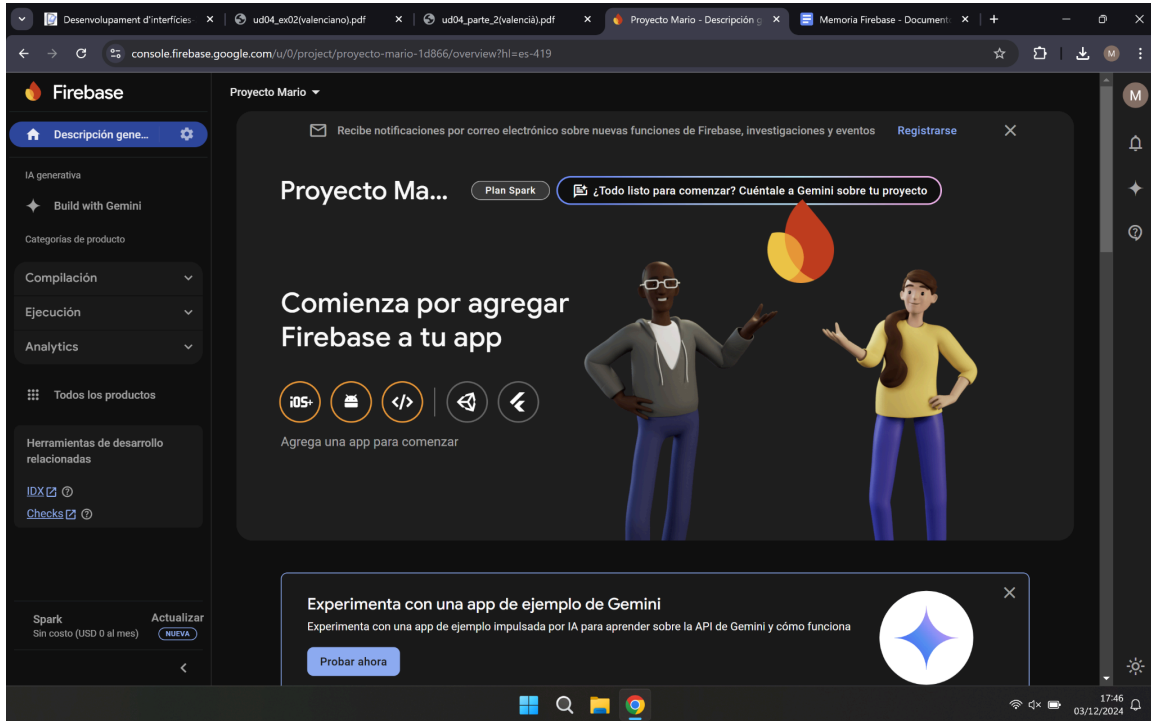 Desenvolupament d'interfícies-
ud04_ex02(valenciano).pdf
ud04_parte_2(valencià).pdf
Proyecto Mario - Descripción g
Memoria Firebase - Document
console.firebase.google.com/u/0/project/proyecto-mario-1d866/overview?hl=es-419
M
Firebase
Proyecto Mario
M
Descripción gene...
Recibe notificaciones por correo electrónico sobre nuevas funciones de Firebase, investigaciones y eventos
Registrarse
IA generativa
Build with Gemini
Categorías de producto
Compilación
Ejecución
Analytics
Todos los productos
Herramientas de desarrollo
relacionadas
IDX
Checks
Spark
Sin costo (USD 0 al mes)
Actualizar
NUEVA
Proyecto Ma...
Plan Spark
¿Todo listo para comenzar? Cuéntale a Gemini sobre tu proyecto
Comienza por agregar
Firebase a tu app
iOS+
</>
Agrega una app para comenzar
Experimenta con una app de ejemplo de Gemini
Experimenta con una app de ejemplo impulsada por IA para aprender sobre la API de Gemini y cómo funciona
Probar ahora
17:46
03/12/2024